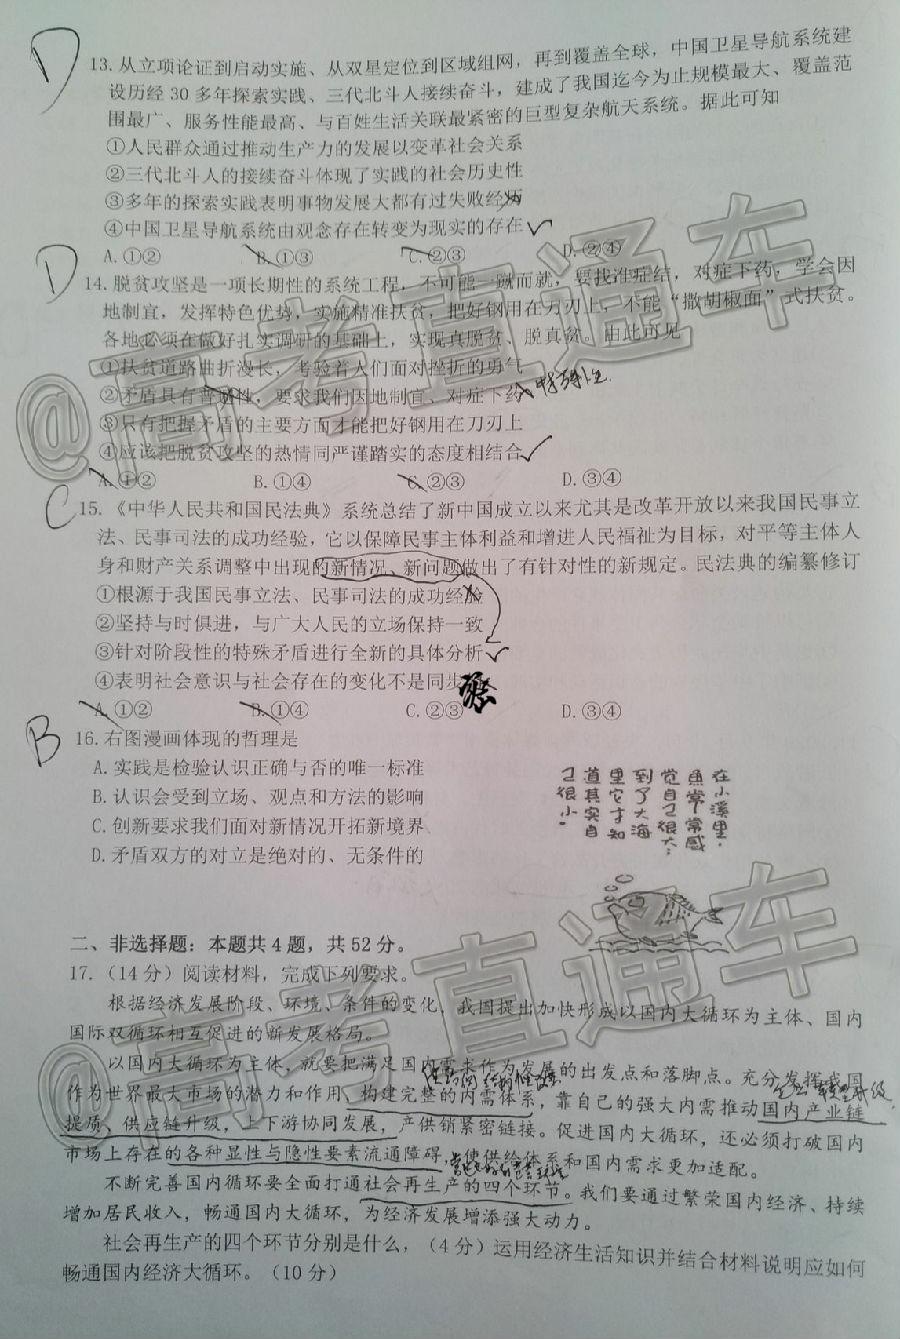 D
13.从立项论证到启动实施、从双星定位到区域组网，再到覆盖全球，中国卫星导航系统建
设历经30多年探索实践、三代北斗人接续奋斗，建成了我国迄今为止规模最大、覆盖范
围最广、服务性能最高、与百姓生活关联最紧密的巨型复杂航天系统。据此可知
①人民群众通过推动生产力的发展以变革社会关系
②三代北斗人的接续奋斗体现了实践的社会历史性
③多年的探索实践表明事物发展大都有过失败经历
④中国卫星导航系统由观念存在转变为现实的存在
A.①② B.①③ C.②③ D.②④
D
14.脱贫攻坚是一项长期性的系统工程，不可能一蹴而就，要找准症结，对症下药，学会因
地制宜，发挥特色优势，实施精准扶贫，把好钢用在刀刃上，不能“撒胡椒面”式扶贫。
各地必须在做好扎实调研的基础上，实现真脱贫、脱真贫。由此可见
①扶贫道路曲折漫长，考验着人们面对挫折的勇气
②矛盾具有普遍性，要求我们因地制宜、对症下药 特殊性
③只有把握矛盾的主要方面才能把好钢用在刀刃上
④应该把脱贫攻坚的热情同严谨踏实的态度相结合
A.①② B.①④ C.②③ D.③④
C
15.《中华人民共和国民法典》系统总结了新中国成立以来尤其是改革开放以来我国民事立
法、民事司法的成功经验，它以保障民事主体利益和增进人民福祉为目标，对平等主体人
身和财产关系调整中出现的新情况、新问题做出了有针对性的新规定。民法典的编纂修订
①根源于我国民事立法、民事司法的成功经验
②坚持与时俱进，与广大人民的立场保持一致
③针对阶段性的特殊矛盾进行全新的具体分析
④表明社会意识与社会存在的变化不是同步
A.①② B.①④ C.②③ D.③④
B
16.右图漫画体现的哲理是
A.实践是检验认识正确与否的唯一标准
B.认识会受到立场、观点和方法的影响
C.创新要求我们面对新情况开拓新境界
D.矛盾双方的对立是绝对的、无条件的
在小溪里，
鱼常常感
觉自己很大；
到了大海
里它才知
道其实自
己很小。
二、非选择题：本题共4题，共52分。
17.（14分）阅读材料，完成下列要求。
根据经济发展阶段、环境、条件的变化，我国提出加快形成以国内大循环为主体、国内
国际双循环相互促进的新发展格局。
以国内大循环为主体，就要把满足国内需求作为发展的出发点和落脚点。充分发挥我国
作为世界最大市场的潜力和作用，构建完整的内需体系，靠自己的强大内需推动国内产业链
提质、供应链升级，上下游协同发展，产供销紧密链接。促进国内大循环，还必须打破国内
市场上存在的各种显性与隐性要素流通障碍，使供给体系和国内需求更加适配。
不断完善国内循环要全面打通社会再生产的四个环节。我们要通过繁荣国内经济、持续
增加居民收入，畅通国内大循环，为经济发展增添强大动力。
社会再生产的四个环节分别是什么，（4分）运用经济生活知识并结合材料说明应如何
畅通国内经济大循环。（10分）
@高考直通车
@高考直通车